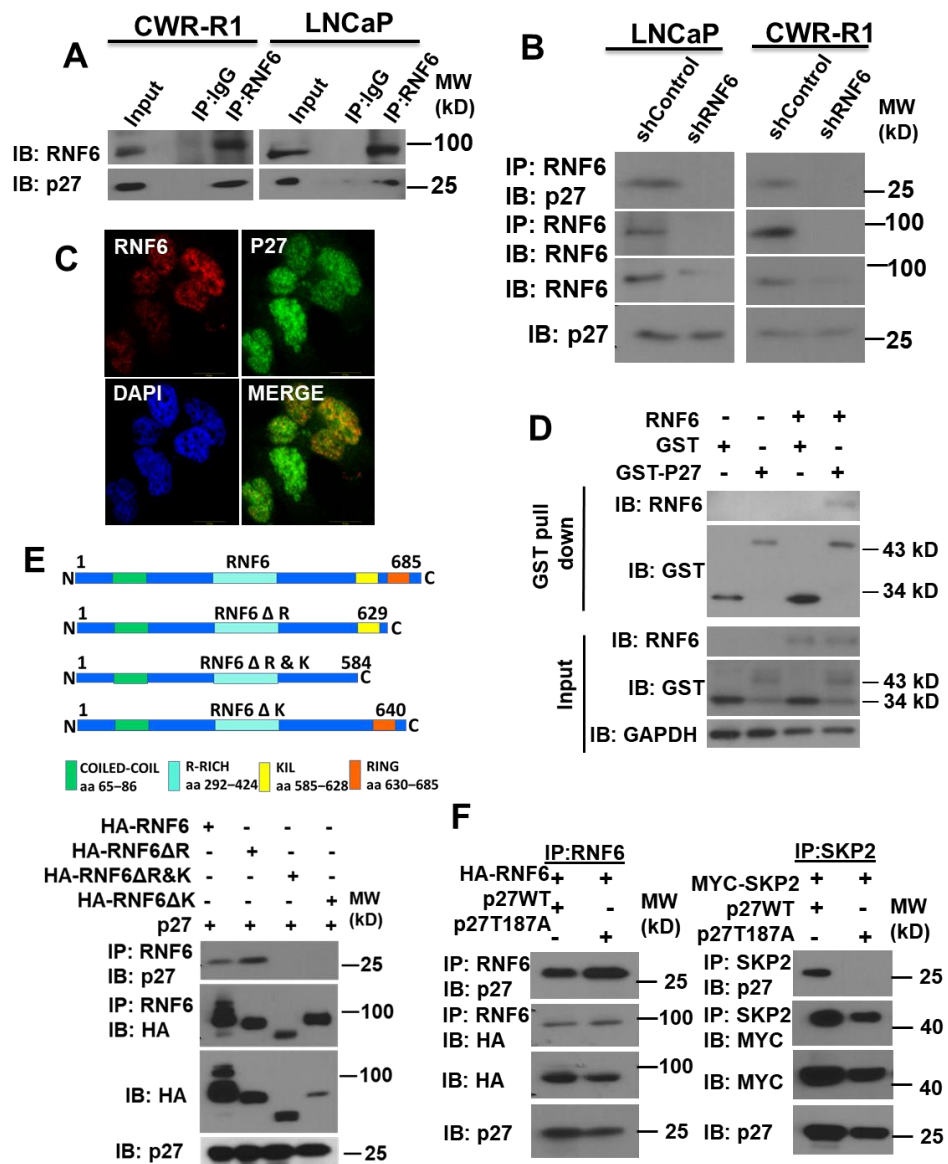 A
CWR-R1 LNCaP
Input IP:IgG IP:RNF6 Input IP:IgG IP:RNF6 MW (kD)
IB: RNF6 100
IB: p27 25
B
LNCaP CWR-R1
shControl shRNF6 shControl shRNF6 MW (kD)
IP: RNF6
IB: p27 25
IP: RNF6 100
IB: RNF6
IB: RNF6 100
IB: p27 25
C
RNF6 P27
DAPI MERGE
D
RNF6 - - + +
GST + - + -
GST-P27 - + - +
GST pull down
IB: RNF6
IB: GST
43 kD
34 kD
Input
IB: RNF6
IB: GST
43 kD
34 kD
IB: GAPDH
E
1 RNF6 685
N C
1 RNF6 Δ R 629
N C
1 RNF6 Δ R & K 584
N C
1 RNF6 Δ K 640
N C
COILED-COIL R-RICH KIL RING
aa 65–86 aa 292–424 aa 585–628 aa 630–685
HA-RNF6 + - - -
HA-RNF6ΔR - + - -
HA-RNF6ΔR&K - - + -
HA-RNF6ΔK - - - + MW
p27 + + + + (kD)
IP: RNF6
IB: p27 25
IP: RNF6 100
IB: HA
100
IB: HA
IB: p27 25
F
IP:RNF6
HA-RNF6 + +
p27WT + -
p27T187A - +
MW (kD)
IP: RNF6
IB: p27 25
IP: RNF6 100
IB: HA
IB: HA 100
IB: p27 25
IP:SKP2
MYC-SKP2 + +
p27WT + -
p27T187A - +
MW (kD)
IP: SKP2
IB: p27 25
IP: SKP2
IB: MYC 40
IB: MYC 40
IB: p27 25